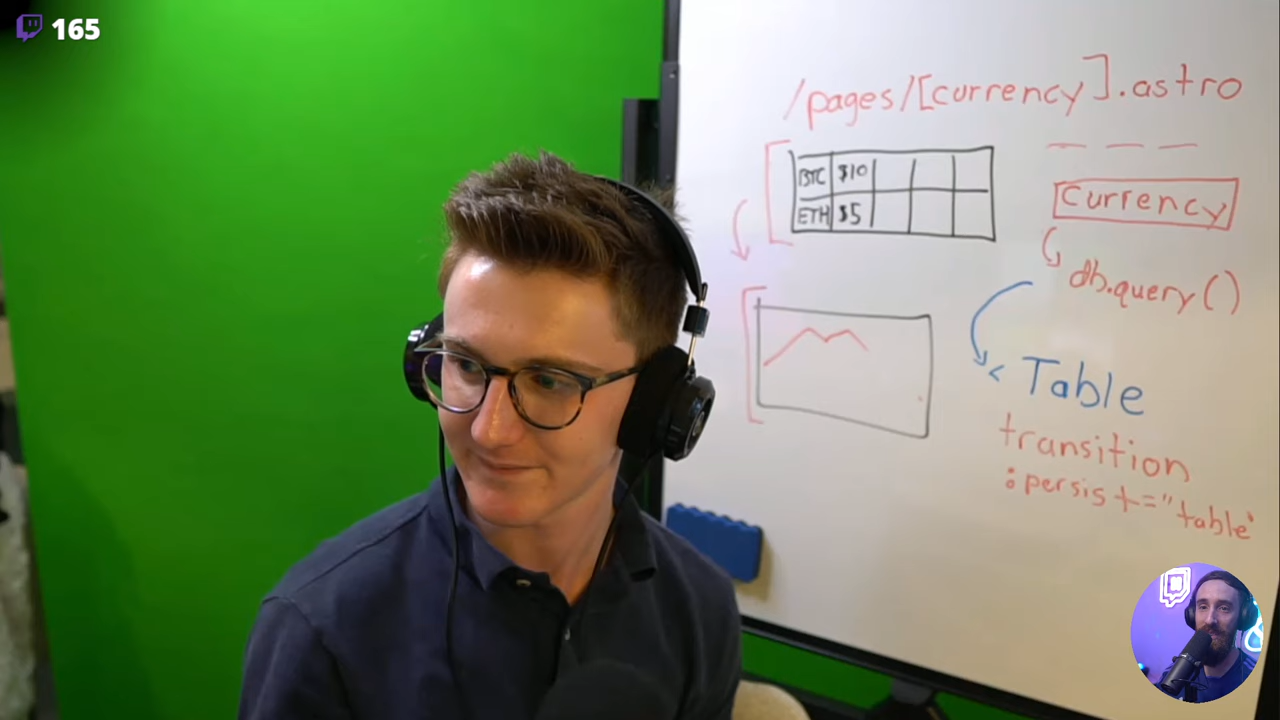 165
/pages/[currency].astro
BTC $10
ETH $5
Currency
db.query()
< Table
transition
:persist="table"